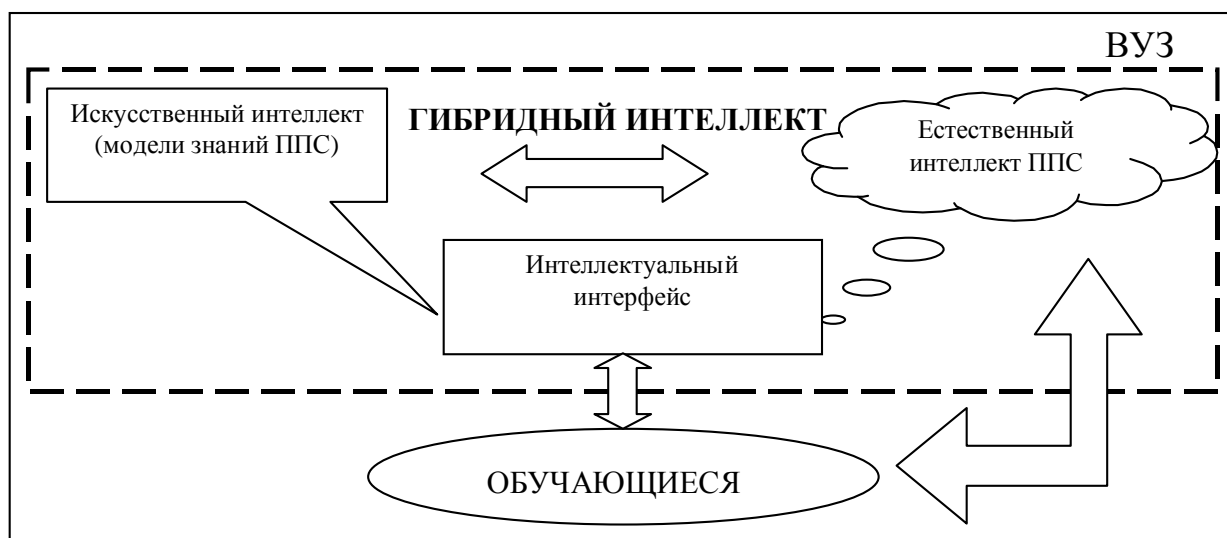 ВУЗ
Искусственный интеллект
(модели знаний ППС)
ГИБРИДНЫЙ ИНТЕЛЛЕКТ
Естественный
интеллект ППС
Интеллектуальный
интерфейс
ОБУЧАЮЩИЕСЯ